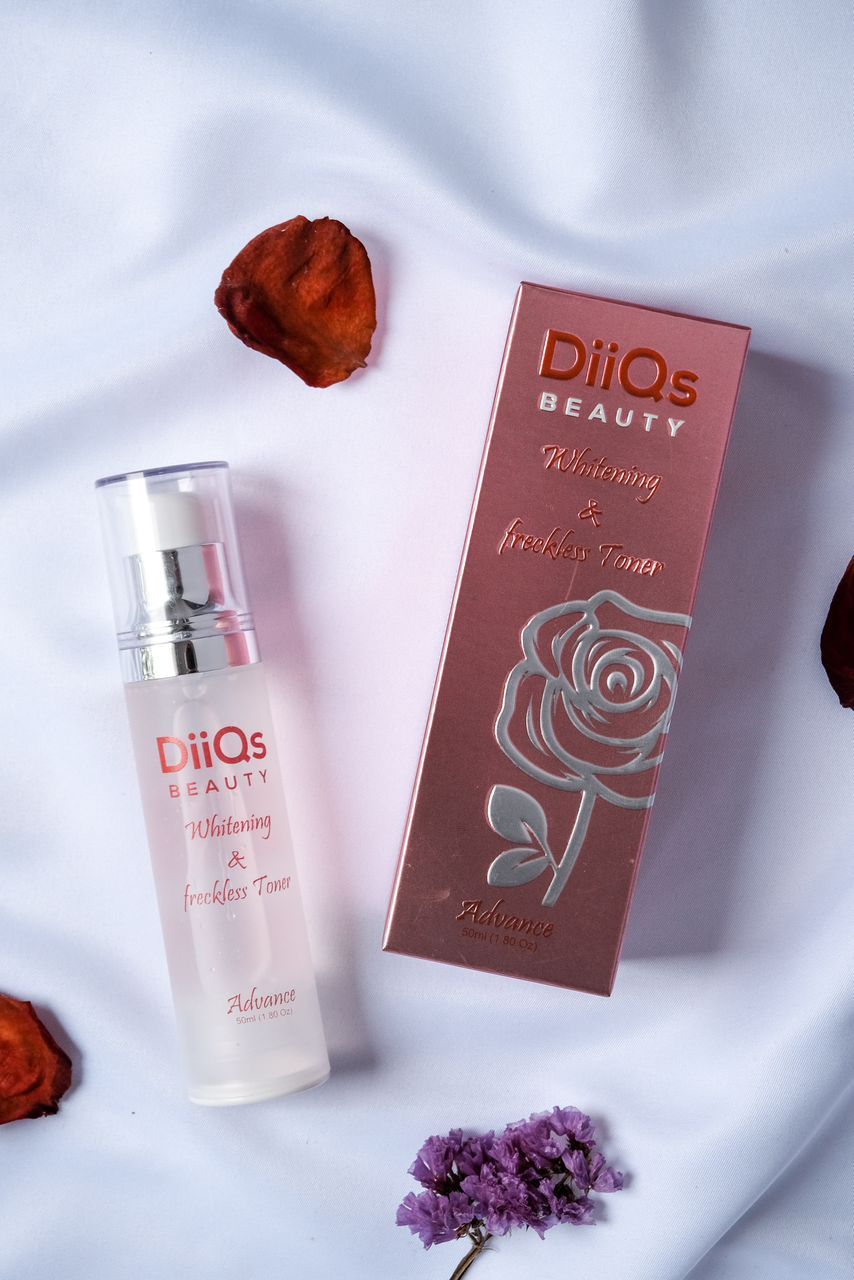 DiiQs
BEAUTY
Whitening
&
freckless Toner
Advance
50ml (1.80 Oz)
DiiQs
BEAUTY
Whitening
&
freckless Toner
Advance
50ml (1.80 Oz)